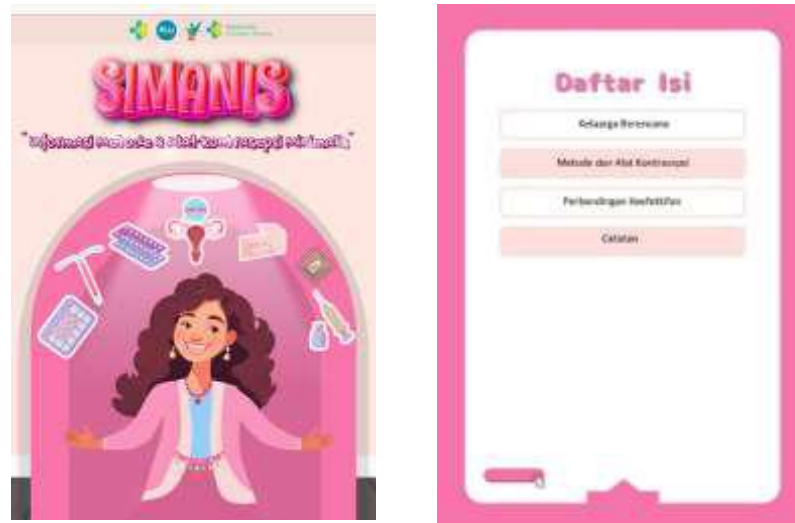 SIMANIS
"Informasi Metode & Alat Kontrasepsi Minimalis"
Daftar Isi
Keluarga Berencana
Metode dan Alat Kontrasepsi
Perbandingan Keefektifan
Catatan